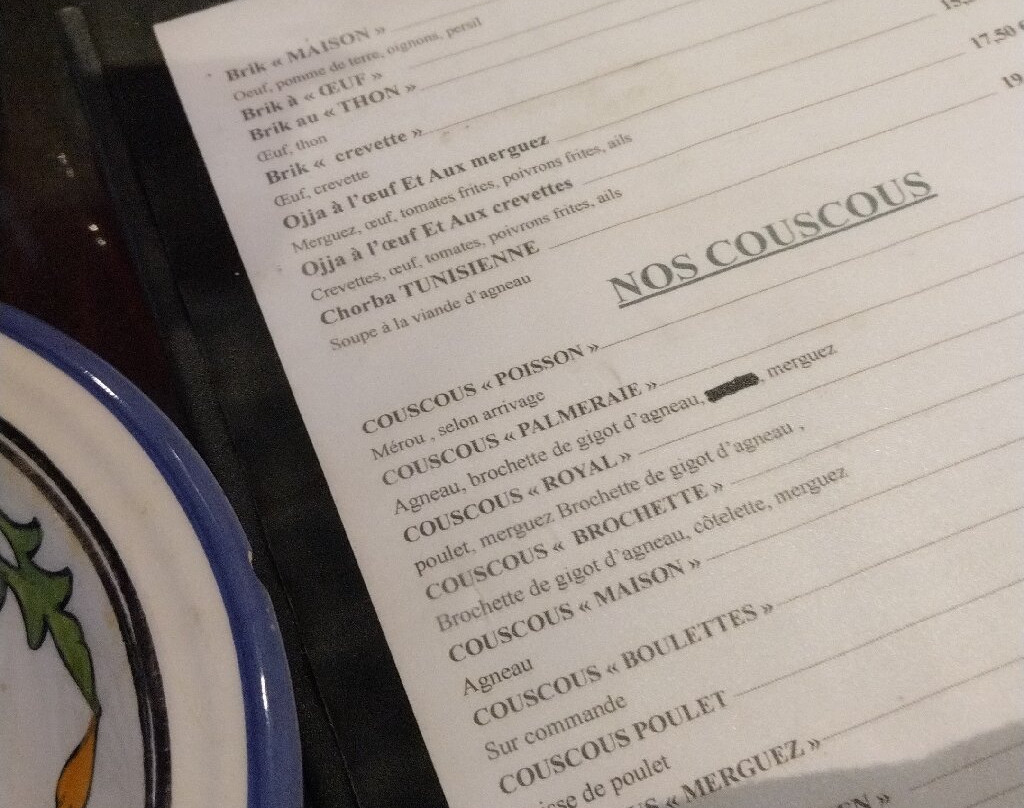 Brik « MAISON »
Oeuf, pomme de terre, oignons, persil
Brik à « ŒUF »
Brik au « THON »
Œuf, thon
Brik « crevette » 17,50
Œuf, crevette
Ojja à l'œuf Et Aux merguez 19
Merguez, œuf, tomates frites, poivrons frites, ails
Ojja à l'œuf Et Aux crevettes
Crevettes, œuf, tomates, poivrons frites, ails
Chorba TUNISIENNE
Soupe à la viande d'agneau
NOS COUSCOUS
COUSCOUS « POISSON »
Mérou , selon arrivage
COUSCOUS « PALMERAIE »
Agneau, brochette de gigot d'agneau, , merguez
COUSCOUS « ROYAL »
poulet, merguez Brochette de gigot d'agneau ,
COUSCOUS « BROCHETTE »
Brochette de gigot d'agneau, côtelette, merguez
COUSCOUS « MAISON »
Agneau
COUSCOUS « BOULETTES »
Sur commande
COUSCOUS POULET
de poulet
« MERGUEZ »